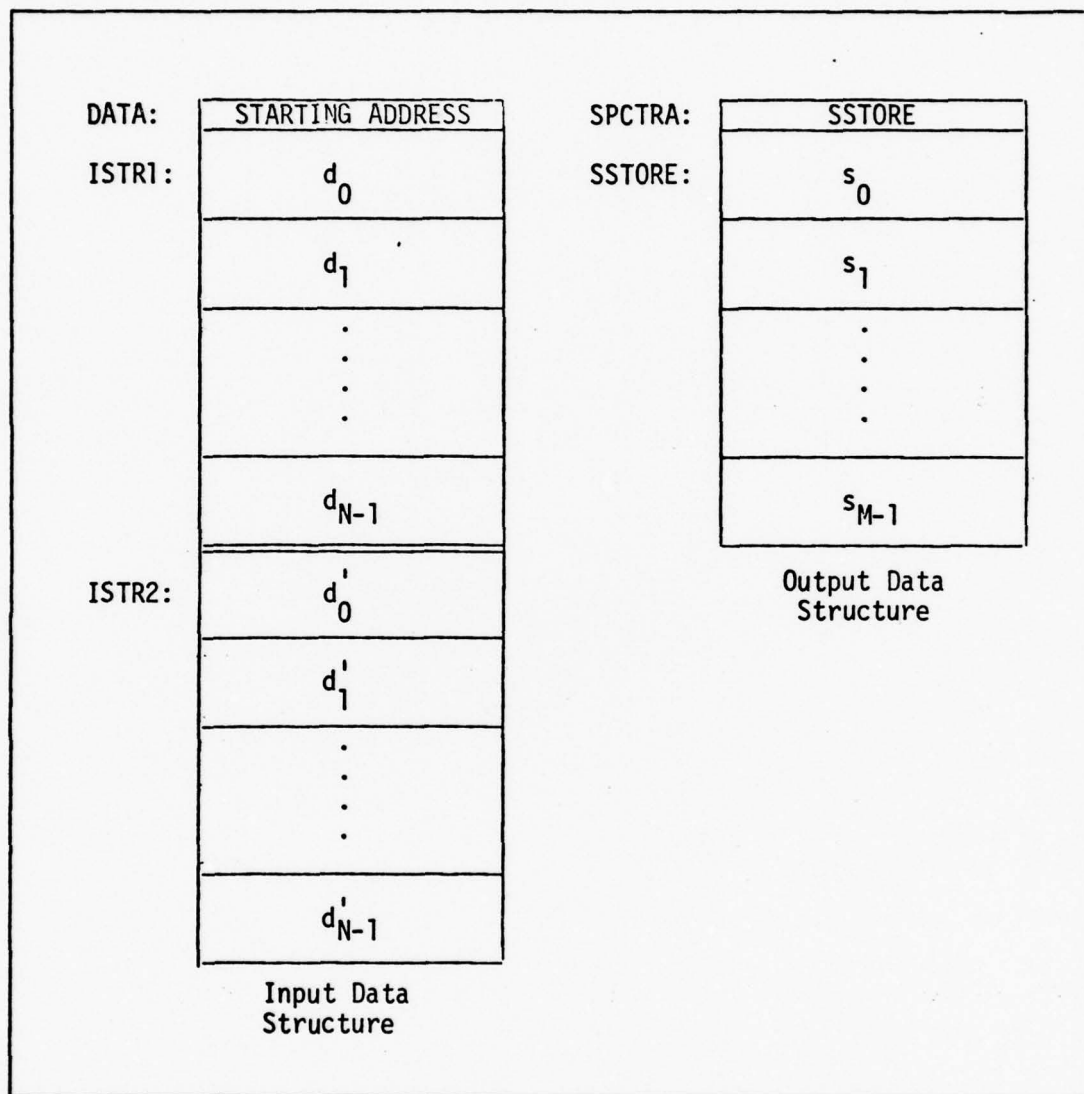 DATA: STARTING ADDRESS
ISTR1: d0
d1
dN-1
ISTR2: d'0
d'1
d'N-1
Input Data
Structure
SPCTRA: SSTORE
SSTORE: s0
s1
sM-1
Output Data
Structure